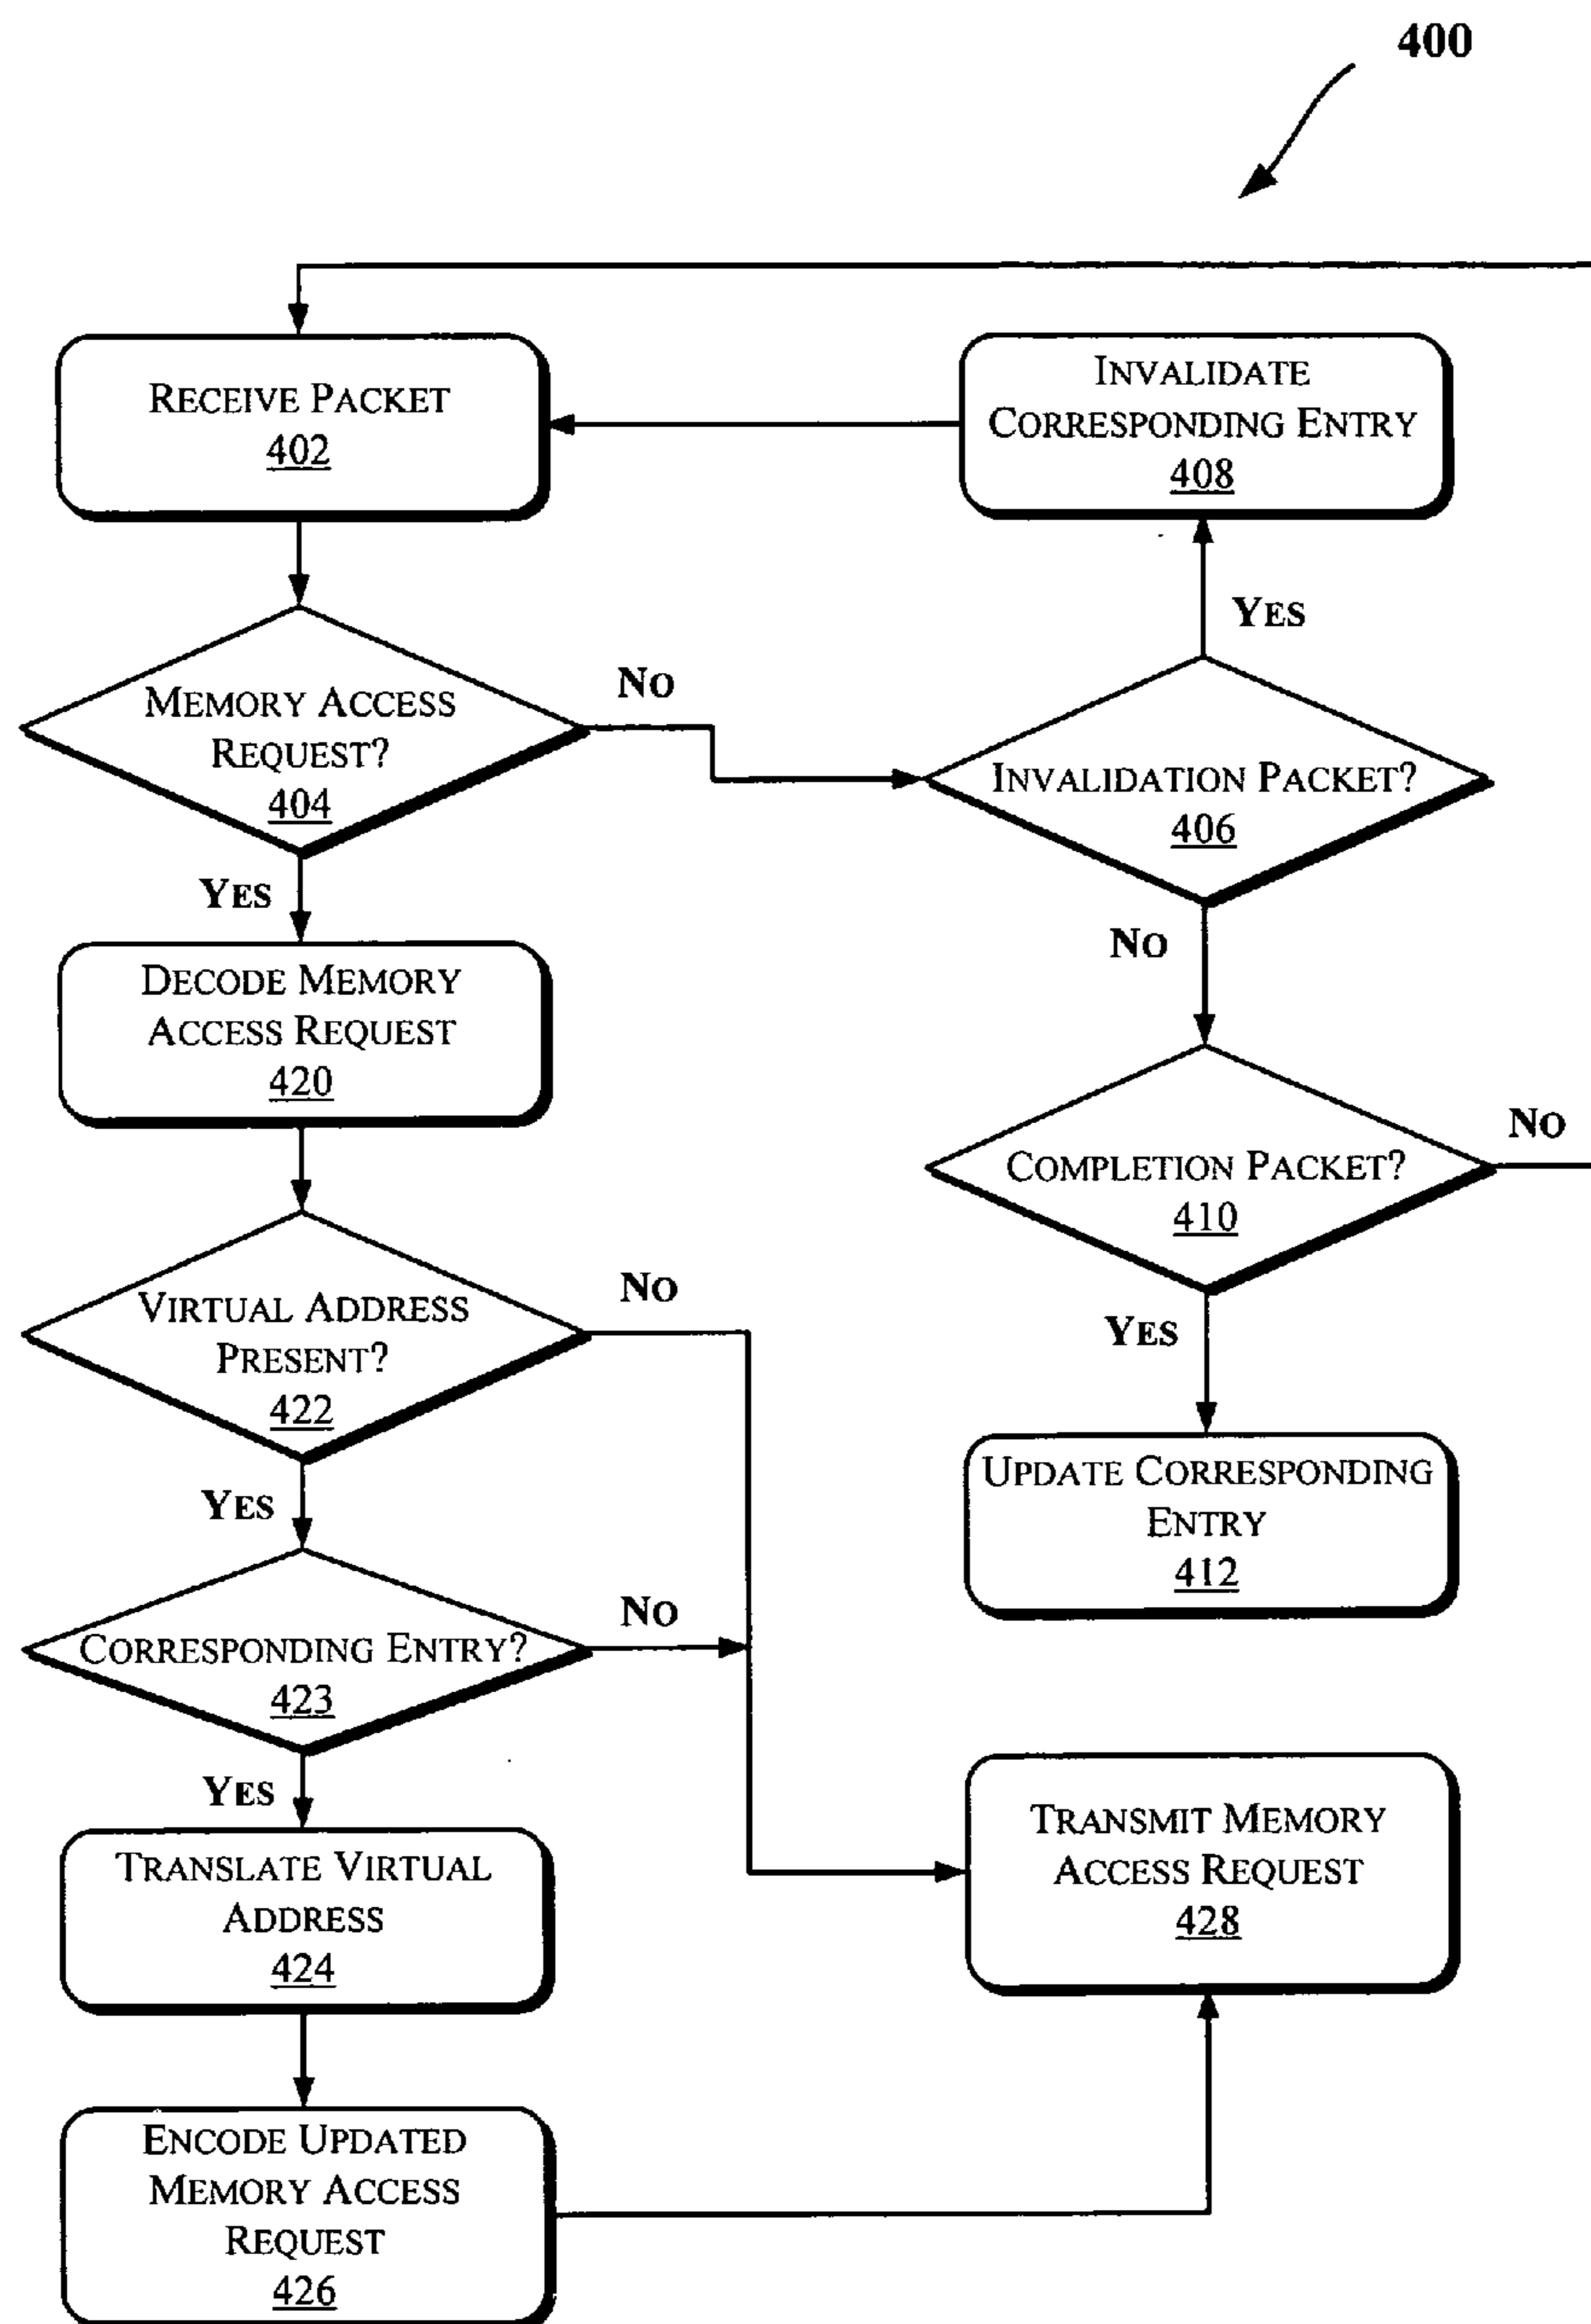 400
RECEIVE PACKET
402
INVALIDATE
CORRESPONDING ENTRY
408
YES
NO
MEMORY ACCESS
REQUEST?
404
INVALIDATION PACKET?
406
YES
NO
DECODE MEMORY
ACCESS REQUEST
420
NO
COMPLETION PACKET?
410
NO
VIRTUAL ADDRESS
PRESENT?
422
YES
YES
UPDATE CORRESPONDING
ENTRY
412
NO
CORRESPONDING ENTRY?
423
YES
TRANSLATE VIRTUAL
ADDRESS
424
TRANSMIT MEMORY
ACCESS REQUEST
428
ENCODE UPDATED
MEMORY ACCESS
REQUEST
426